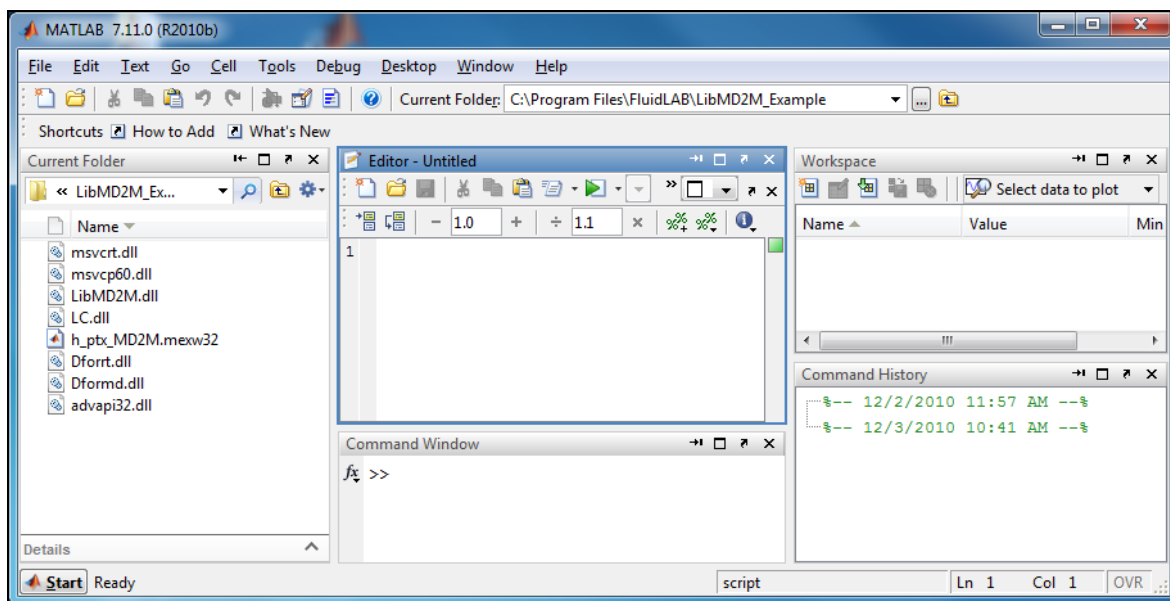 MATLAB 7.11.0 (R2010b)
File Edit Text Go Cell Tools Debug Desktop Window Help
Current Folder: C:\Program Files\FluidLAB\LibMD2M_Example
Shortcuts How to Add What's New
Current Folder
« LibMD2M_Ex...
Name
msvcrt.dll
msvcp60.dll
LibMD2M.dll
LC.dll
h_ptx_MD2M.mexw32
Dforrt.dll
Dformd.dll
advapi32.dll
Details
Editor - Untitled
»
− 1.0 + ÷ 1.1 ×
1
Command Window
fx >>
Workspace
Select data to plot
Name Value Min
Command History
%-- 12/2/2010 11:57 AM --%
%-- 12/3/2010 10:41 AM --%
Start Ready script Ln 1 Col 1 OVR